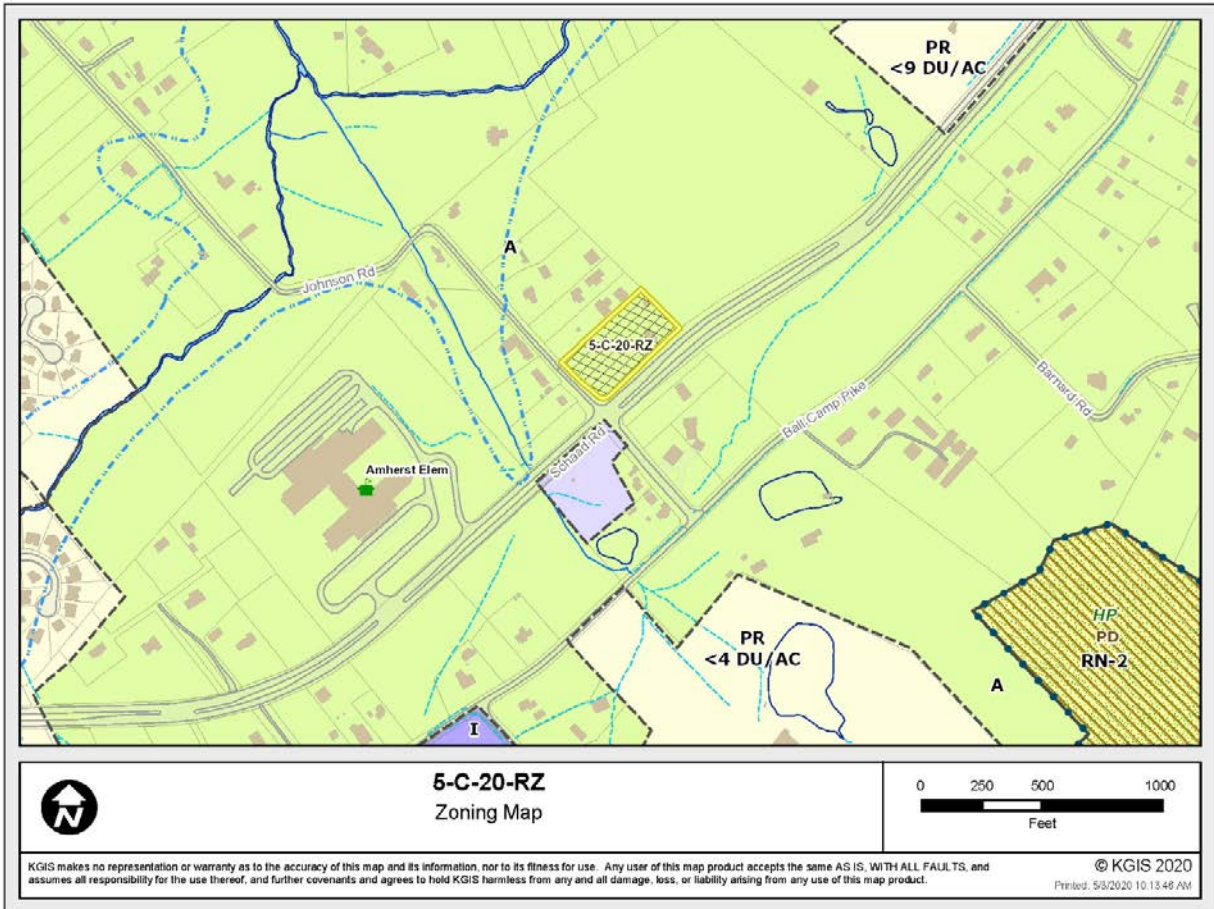 PR
<9 DU/AC
A
Johnson Rd
5-C-20-RZ
Barnard Rd
Ball Camp Pike
Schaad Rd
Amherst Elem
HP
PD
RN-2
PR
<4 DU/AC
A
I
N
5-C-20-RZ
Zoning Map
0 250 500 1000
Feet
KGIS makes no representation or warranty as to the accuracy of this map and its information, nor to its fitness for use. Any user of this map product accepts the same AS IS, WITH ALL FAULTS, and
assumes all responsibility for the use thereof, and further covenants and agrees to hold KGIS harmless from any and all damage, loss, or liability arising from any use of this map product.
© KGIS 2020
Printed: 5/3/2020 10:13:46 AM